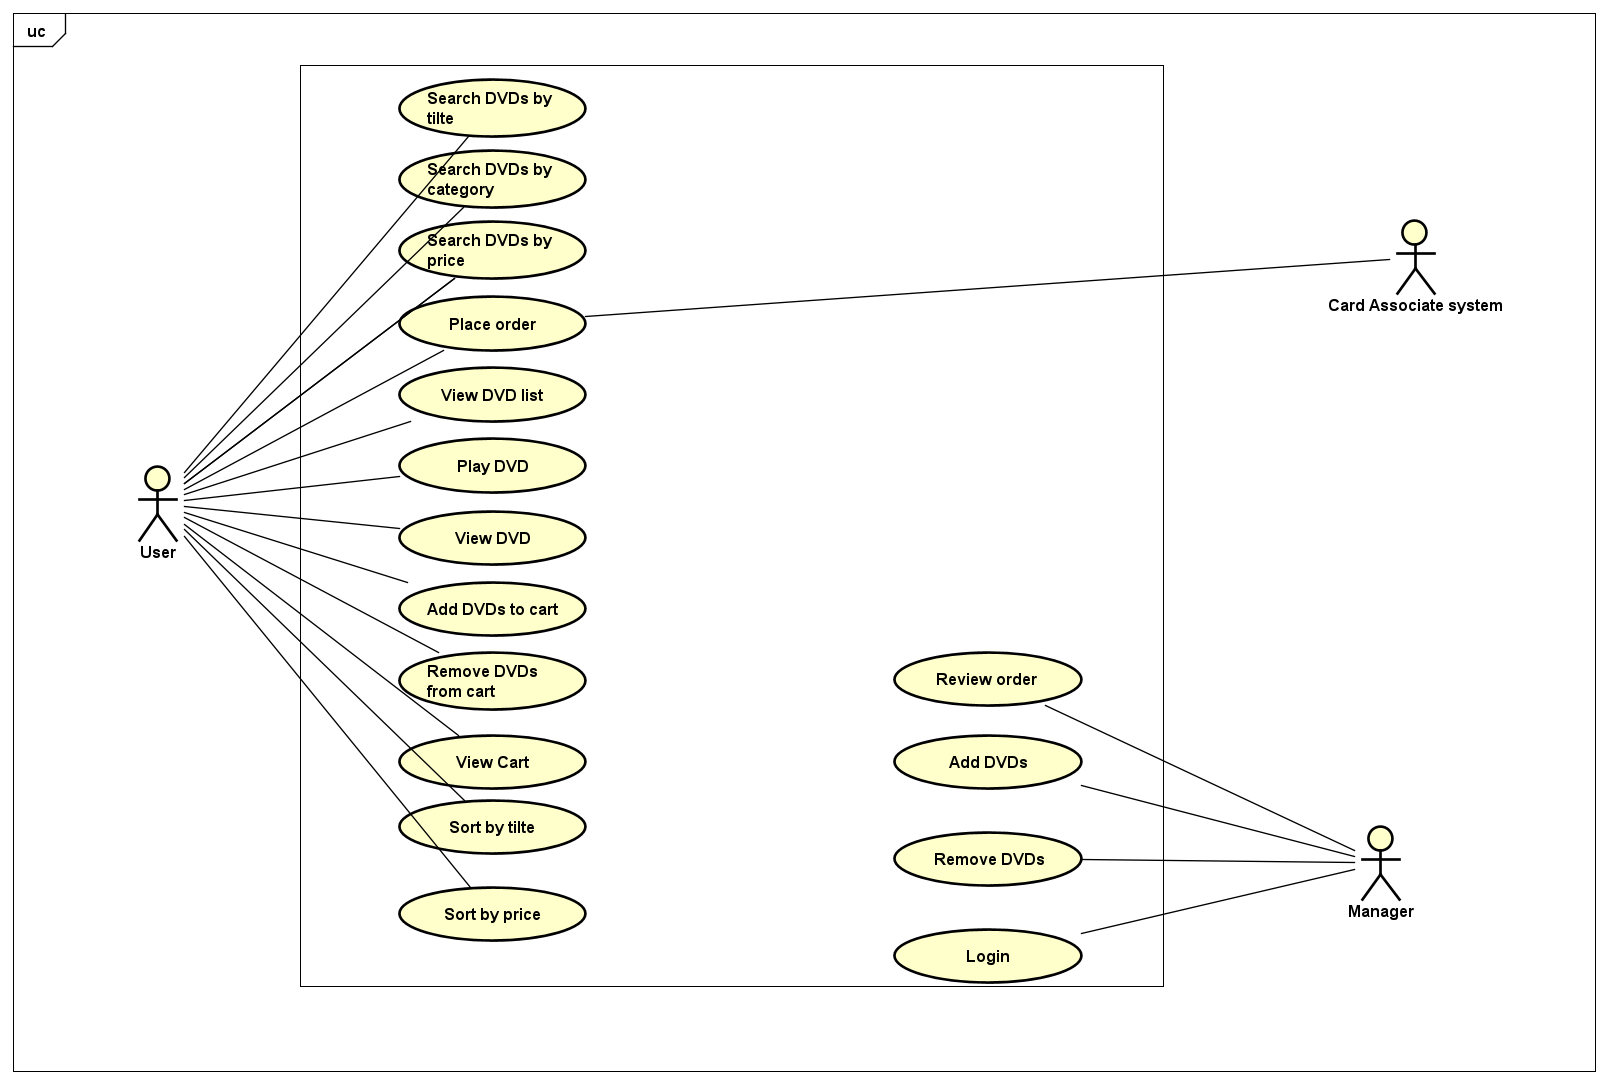 uc
Search DVDs by
tilte
Search DVDs by
category
Search DVDs by
price
Place order
Card Associate system
View DVD list
Play DVD
View DVD
User
Add DVDs to cart
Remove DVDs
from cart
Review order
View Cart
Add DVDs
Sort by tilte
Remove DVDs
Manager
Sort by price
Login